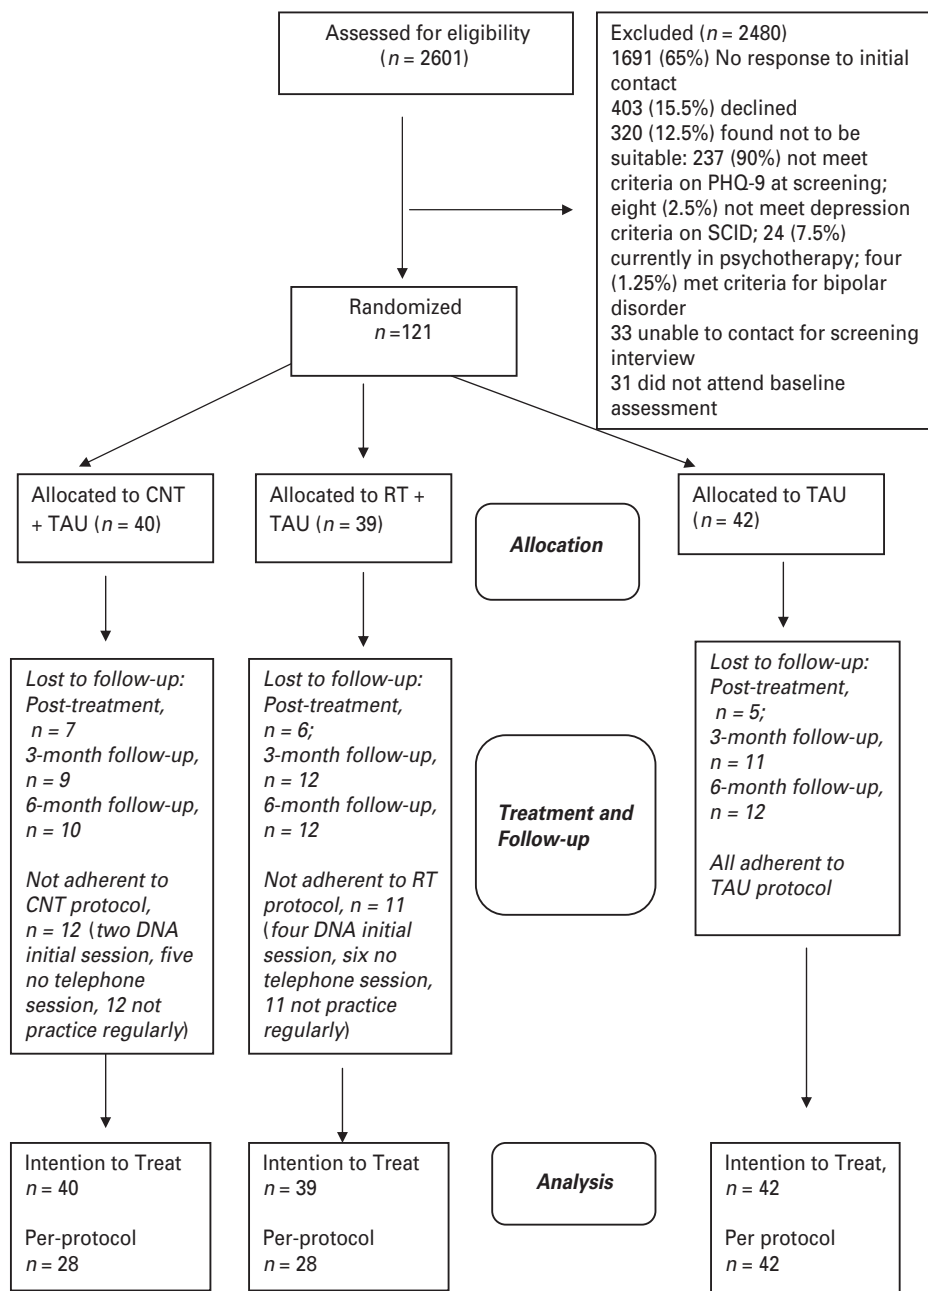 Assessed for eligibility
(n = 2601)
Excluded (n = 2480)
1691 (65%) No response to initial
contact
403 (15.5%) declined
320 (12.5%) found not to be
suitable: 237 (90%) not meet
criteria on PHQ-9 at screening;
eight (2.5%) not meet depression
criteria on SCID; 24 (7.5%)
currently in psychotherapy; four
(1.25%) met criteria for bipolar
disorder
33 unable to contact for screening
interview
31 did not attend baseline
assessment
Randomized
n =121
Allocated to CNT
+ TAU (n = 40)
Allocated to RT +
TAU (n = 39)
Allocation
Allocated to TAU
(n = 42)
Lost to follow-up:
Post-treatment,
n = 7
3-month follow-up,
n = 9
6-month follow-up,
n = 10
Not adherent to
CNT protocol,
n = 12 (two DNA
initial session, five
no telephone
session, 12 not
practice regularly)
Lost to follow-up:
Post-treatment,
n = 6;
3-month follow-up,
n = 12
6-month follow-up,
n = 12
Not adherent to RT
protocol, n = 11
(four DNA initial
session, six no
telephone session,
11 not practice
regularly)
Treatment and
Follow-up
Lost to follow-up:
Post-treatment,
n = 5;
3-month follow-up,
n = 11
6-month follow-up,
n = 12
All adherent to
TAU protocol
Intention to Treat
n = 40
Per-protocol
n = 28
Intention to Treat
n = 39
Per-protocol
n = 28
Analysis
Intention to Treat,
n = 42
Per protocol
n = 42